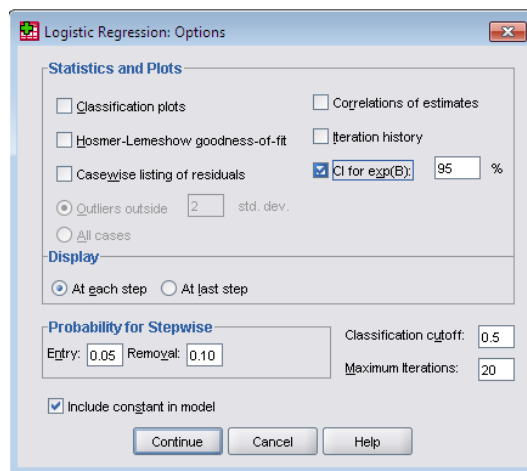 Logistic Regression: Options
Statistics and Plots
Classification plots
Correlations of estimates
Hosmer-Lemeshow goodness-of-fit
Iteration history
Casewise listing of residuals
CI for exp(B): 95 %
Outliers outside 2 std. dev.
All cases
Display
At each step At last step
Probability for Stepwise
Entry: 0.05 Removal: 0.10
Classification cutoff: 0.5
Maximum Iterations: 20
Include constant in model
Continue Cancel Help